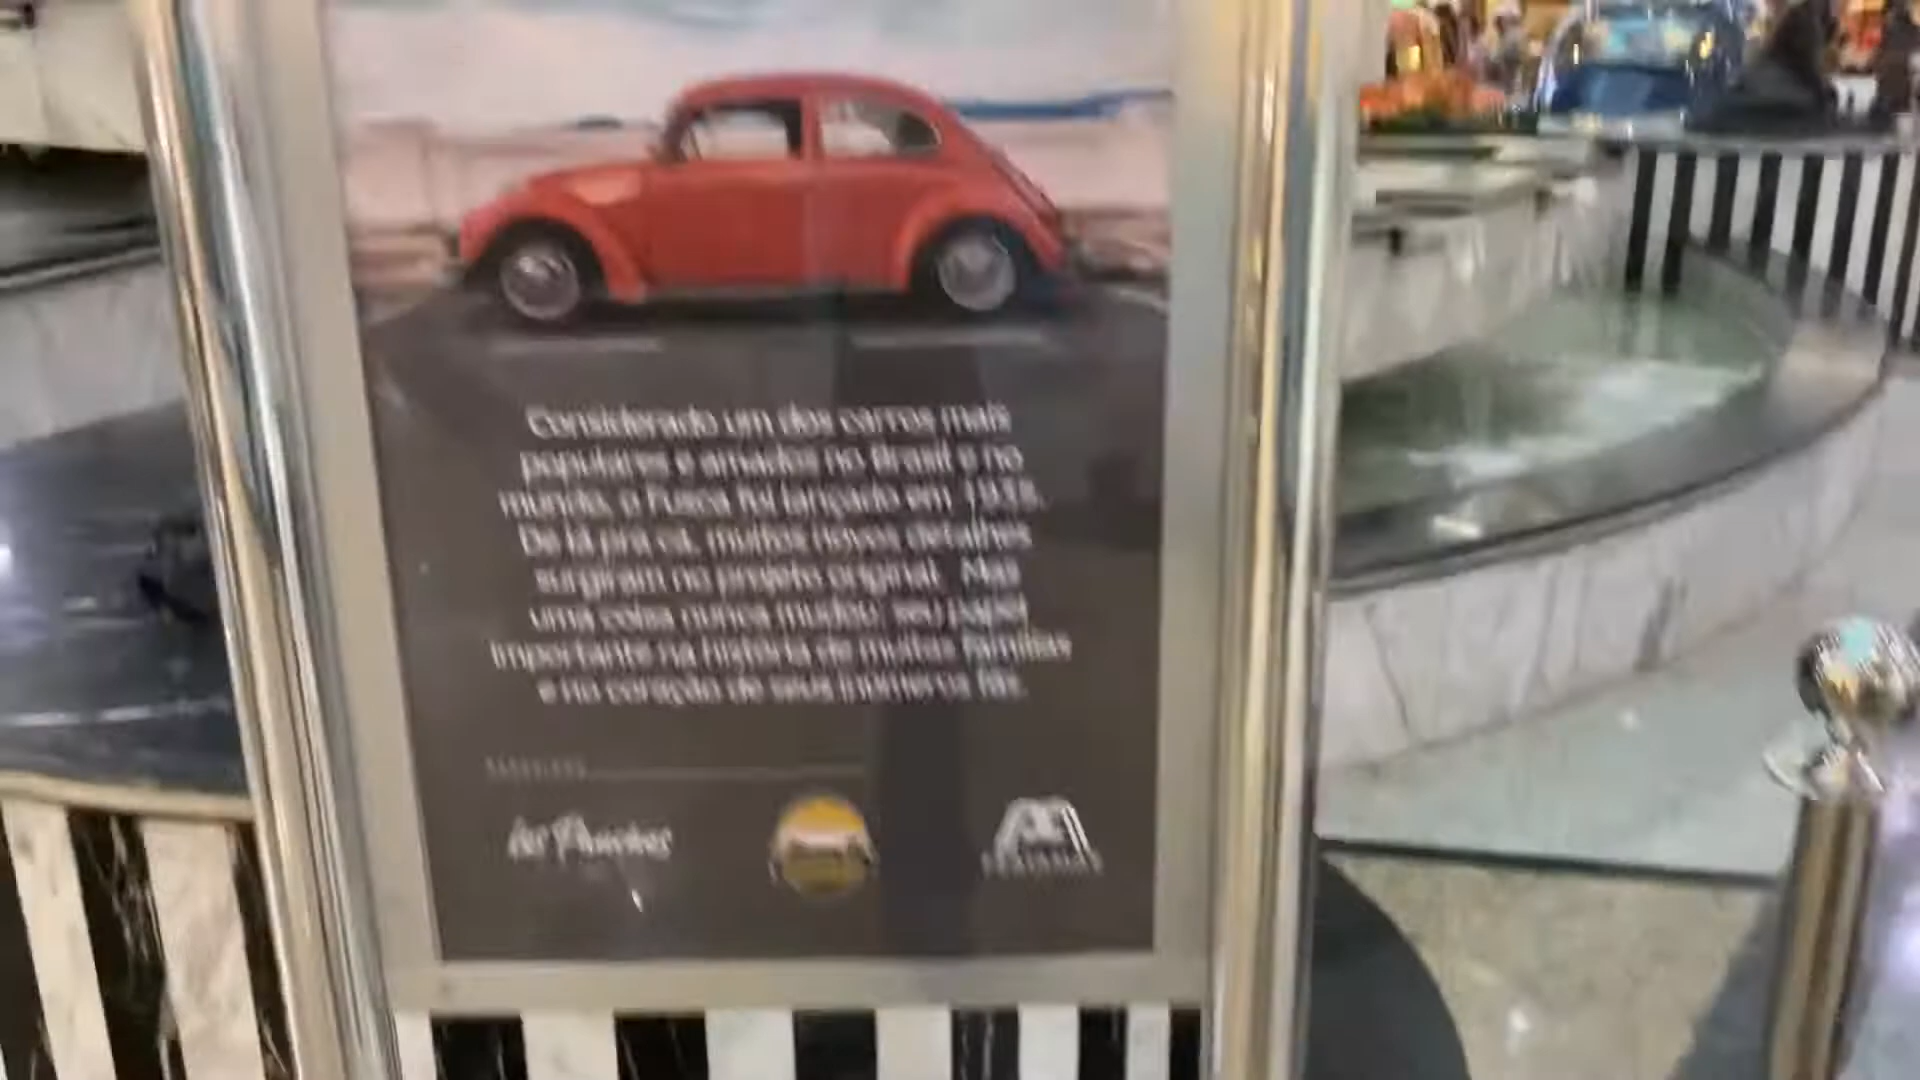 Considerado um dos carros mais
populares e amados no Brasil e no
mundo, o Fusca foi lançado em
De lá pra cá, muitos novos detalhes
surgiram no projeto original. Mas
uma coisa nunca mudou: seu papel
importante na história de muitas famílias
e no coração de seus inúmeros fãs.